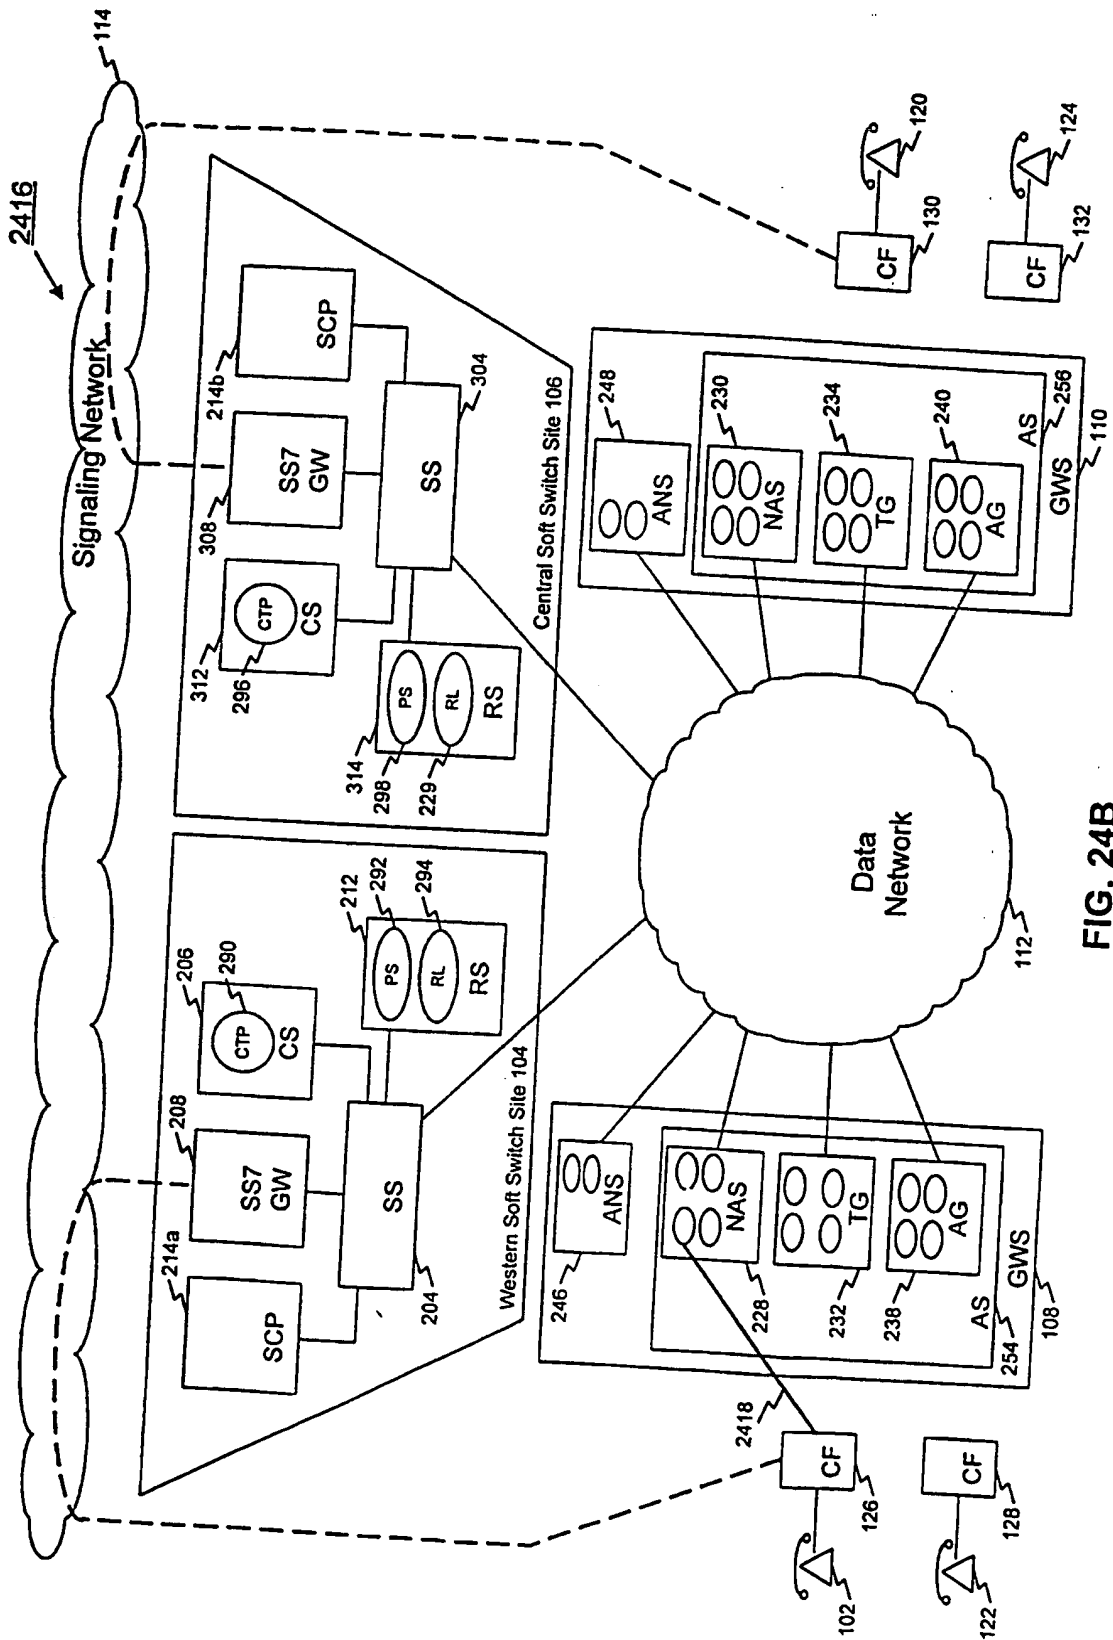 2416
114
Signaling Network
214a
SCP
208
SS7
GW
206
290
CTP
CS
204
SS
212
292
294
PS
RL
RS
Western Soft Switch Site 104
312
296
CTP
CS
308
SS7
GW
214b
SCP
SS
304
314
298
229
PS
RL
RS
Central Soft Switch Site 106
246
ANS
228
NAS
232
TG
238
AG
AS
254
GWS
108
Data
Network
112
248
ANS
230
NAS
234
TG
240
AG
AS
256
GWS
110
2418
102
CF
126
122
CF
128
CF
130
120
CF
132
124
FIG. 24B